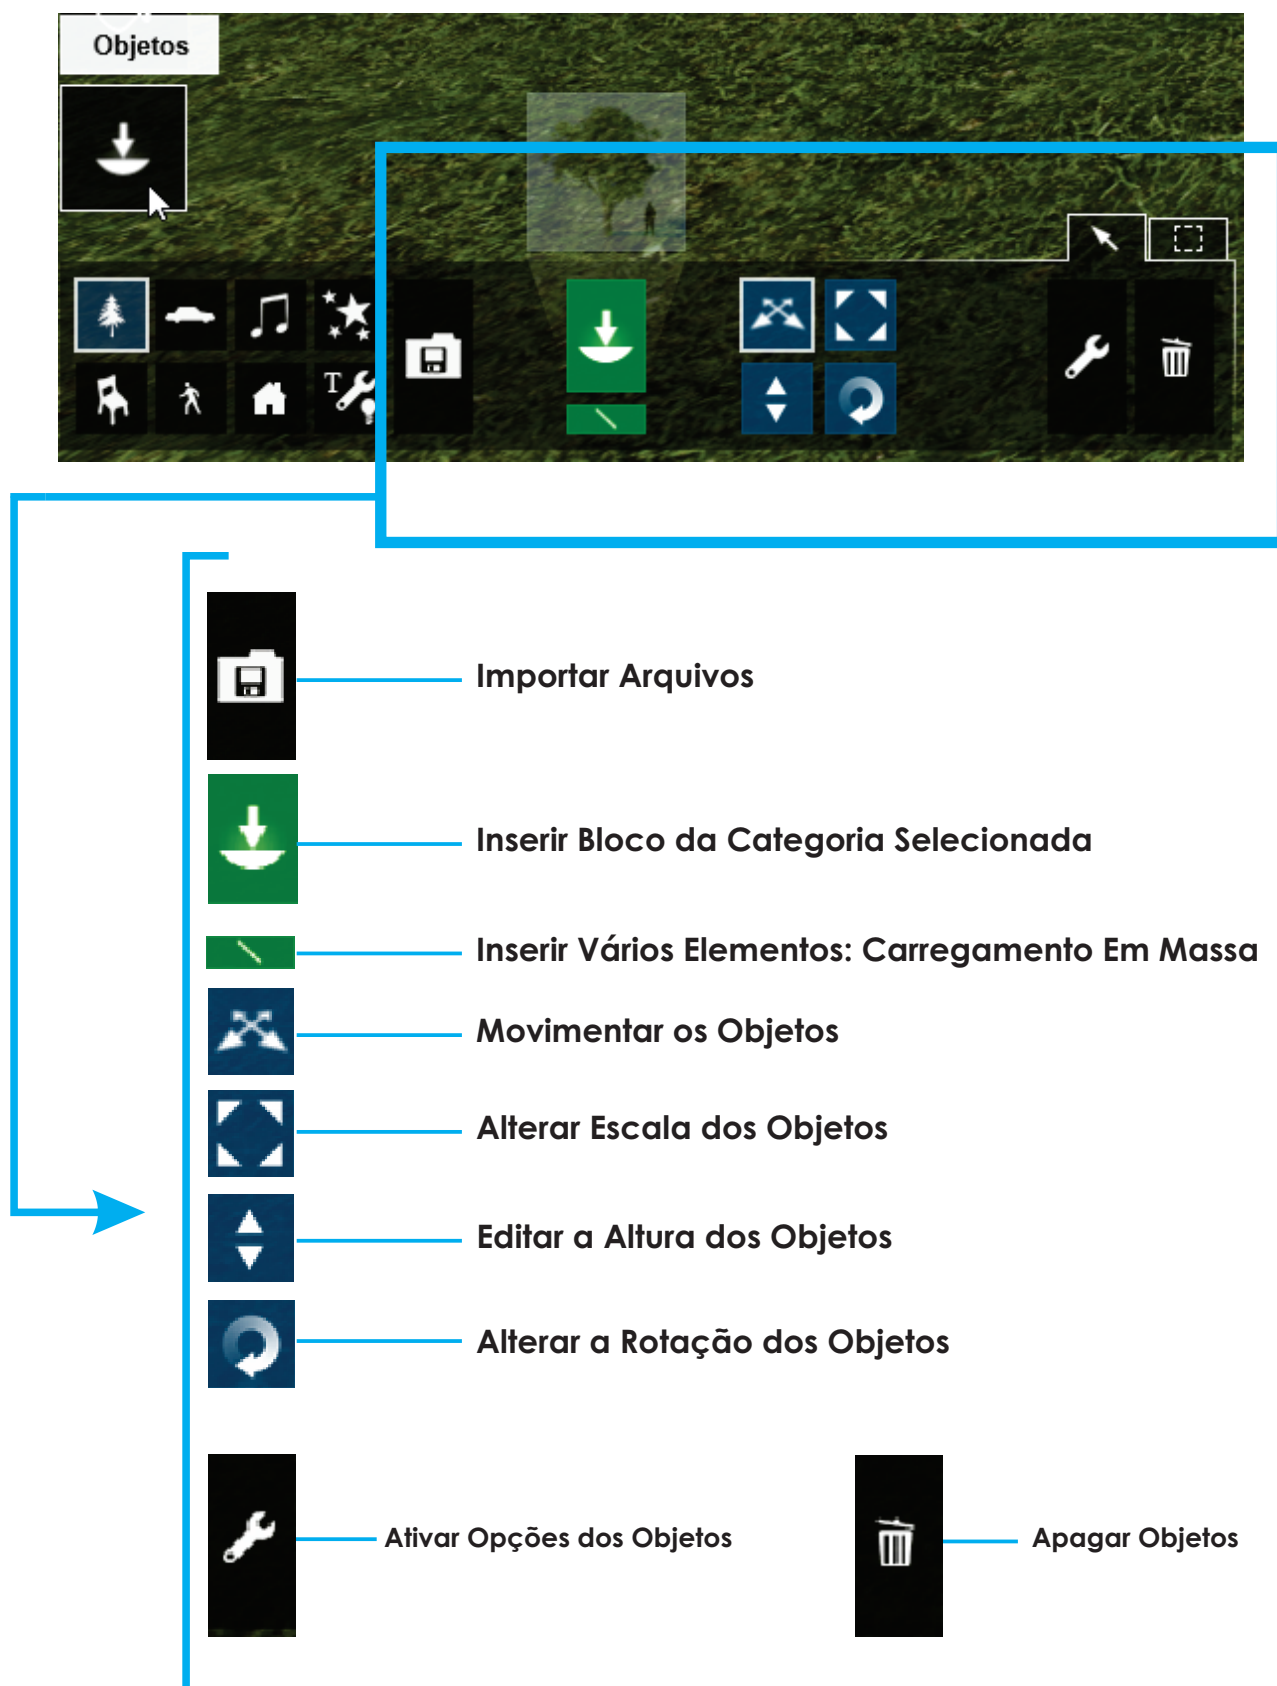 Objetos
T
Importar Arquivos
Inserir Bloco da Categoria Selecionada
Inserir Vários Elementos: Carregamento Em Massa
Movimentar os Objetos
Alterar Escala dos Objetos
Editar a Altura dos Objetos
Alterar a Rotação dos Objetos
Ativar Opções dos Objetos
Apagar Objetos